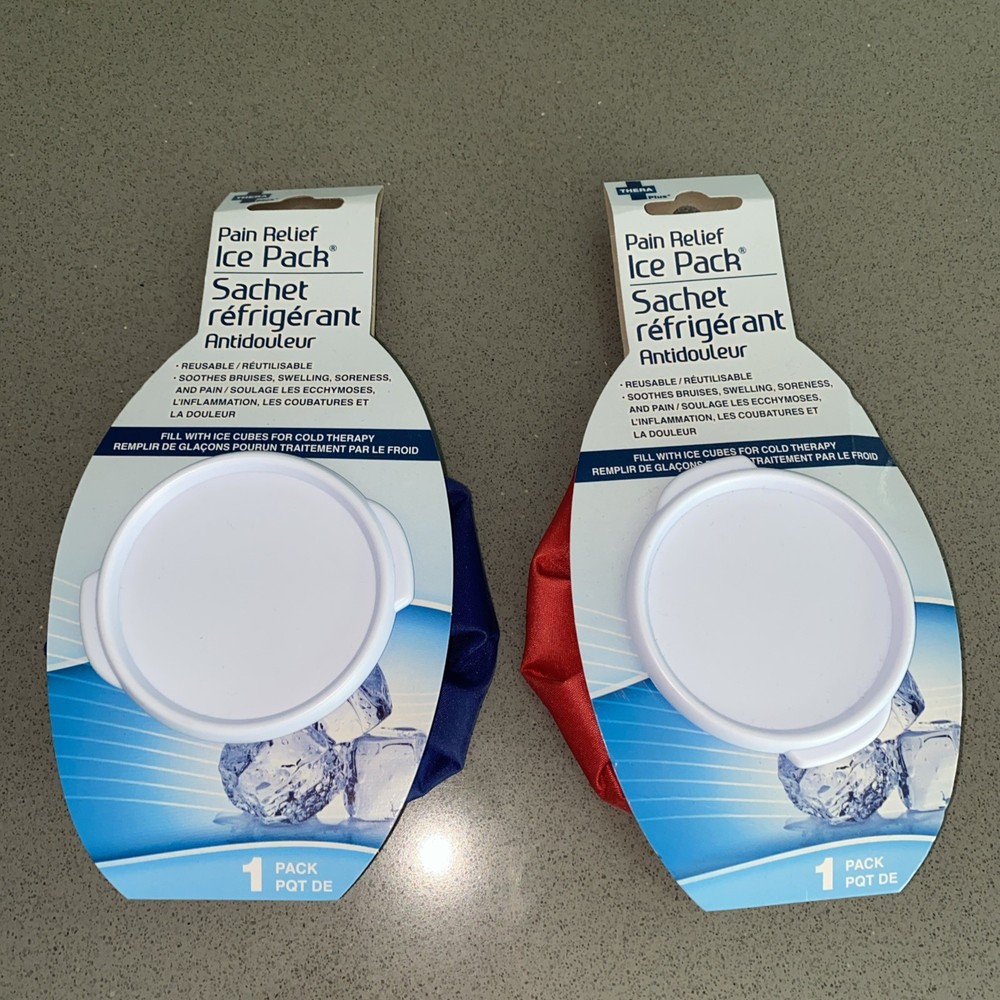 THERA
Pain Relief
Ice Pack®
Sachet
réfrigérant
Antidouleur
· REUSABLE / RÉUTILISABLE
· SOOTHES BRUISES, SWELLING, SORENESS,
AND PAIN / SOULAGE LES ECCHYMOSES,
L'INFLAMMATION, LES COUBATURES ET
LA DOULEUR
FILL WITH ICE CUBES FOR COLD THERAPY
REMPLIR DE GLAÇONS POURUN TRAITEMENT PAR LE FROID
1 PACK
PQT DE
THERA
Plus™
Pain Relief
Ice Pack®
Sachet
réfrigérant
Antidouleur
· REUSABLE / RÉUTILISABLE
· SOOTHES BRUISES, SWELLING, SORENESS,
AND PAIN / SOULAGE LES ECCHYMOSES,
L'INFLAMMATION, LES COUBATURES ET
LA DOULEUR
FILL WITH ICE CUBES FOR COLD THERAPY
REMPLIR DE GLAÇONS TRAITEMENT PAR LE FROID
1 PACK
PQT DE